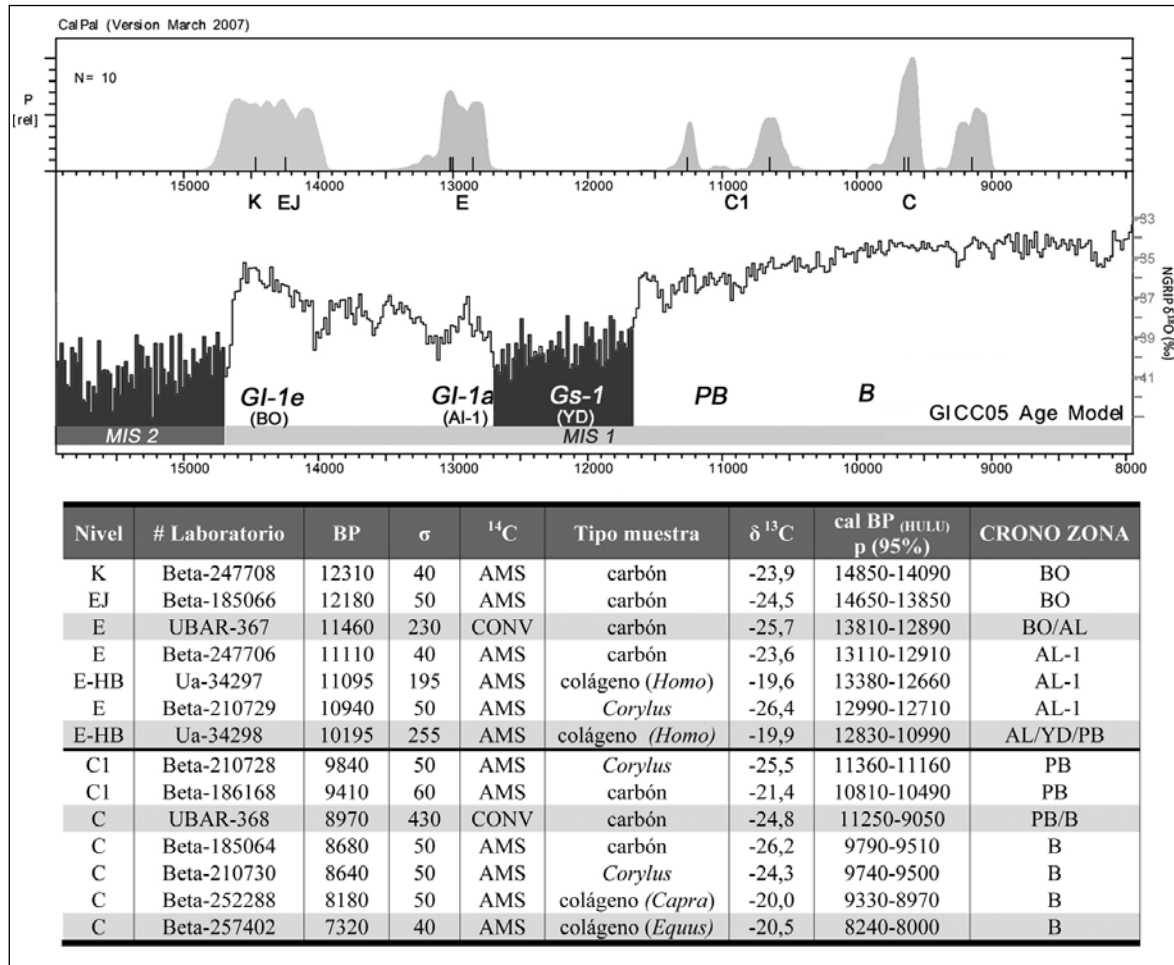 CalPal (Version March 2007)
N= 10
P
[rel]
15000 14000 13000 12000 11000 10000 9000
K EJ E C1 C
-33
-35
-37
-39
-41
NGRIP δ18O (‰)
GI-1e GI-1a Gs-1 PB B
(BO) (Al-1) (YD)
GICC05 Age Model
MIS 2 MIS 1
15000 14000 13000 12000 11000 10000 9000 8000
Nivel # Laboratorio BP σ 14C Tipo muestra δ 13C cal BP (HULU) p (95%) CRONO ZONA
K Beta-247708 12310 40 AMS carbón -23,9 14850-14090 BO
EJ Beta-185066 12180 50 AMS carbón -24,5 14650-13850 BO
E UBAR-367 11460 230 CONV carbón -25,7 13810-12890 BO/AL
E Beta-247706 11110 40 AMS carbón -23,6 13110-12910 AL-1
E-HB Ua-34297 11095 195 AMS colágeno (Homo) -19,6 13380-12660 AL-1
E Beta-210729 10940 50 AMS Corylus -26,4 12990-12710 AL-1
E-HB Ua-34298 10195 255 AMS colágeno (Homo) -19,9 12830-10990 AL/YD/PB
C1 Beta-210728 9840 50 AMS Corylus -25,5 11360-11160 PB
C1 Beta-186168 9410 60 AMS carbón -21,4 10810-10490 PB
C UBAR-368 8970 430 CONV carbón -24,8 11250-9050 PB/B
C Beta-185064 8680 50 AMS carbón -26,2 9790-9510 B
C Beta-210730 8640 50 AMS Corylus -24,3 9740-9500 B
C Beta-252288 8180 50 AMS colágeno (Capra) -20,0 9330-8970 B
C Beta-257402 7320 40 AMS colágeno (Equus) -20,5 8240-8000 B